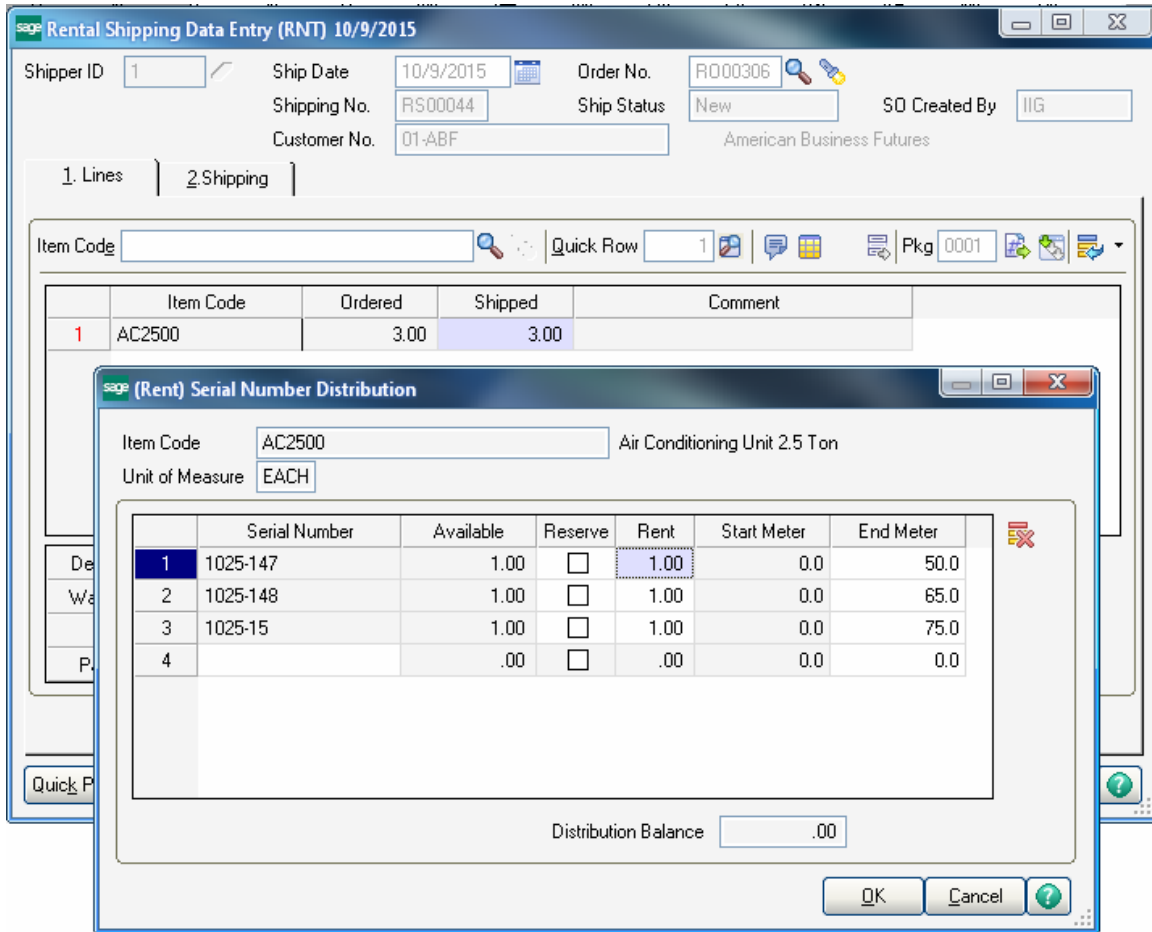 sage Rental Shipping Data Entry (RNT) 10/9/2015
Shipper ID 1 Ship Date 10/9/2015 Order No. RO00306
Shipping No. RS00044 Ship Status New SO Created By IIG
Customer No. 01-ABF American Business Futures
1. Lines 2.Shipping
Item Code Quick Row 1 Pkg 0001
Item Code Ordered Shipped Comment
1 AC2500 3.00 3.00
sage (Rent) Serial Number Distribution
Item Code AC2500 Air Conditioning Unit 2.5 Ton
Unit of Measure EACH
Serial Number Available Reserve Rent Start Meter End Meter
De 1 1025-147 1.00 1.00 0.0 50.0
Wa 2 1025-148 1.00 1.00 0.0 65.0
3 1025-15 1.00 1.00 0.0 75.0
P 4 .00 .00 0.0 0.0
Quick P
Distribution Balance .00
OK Cancel